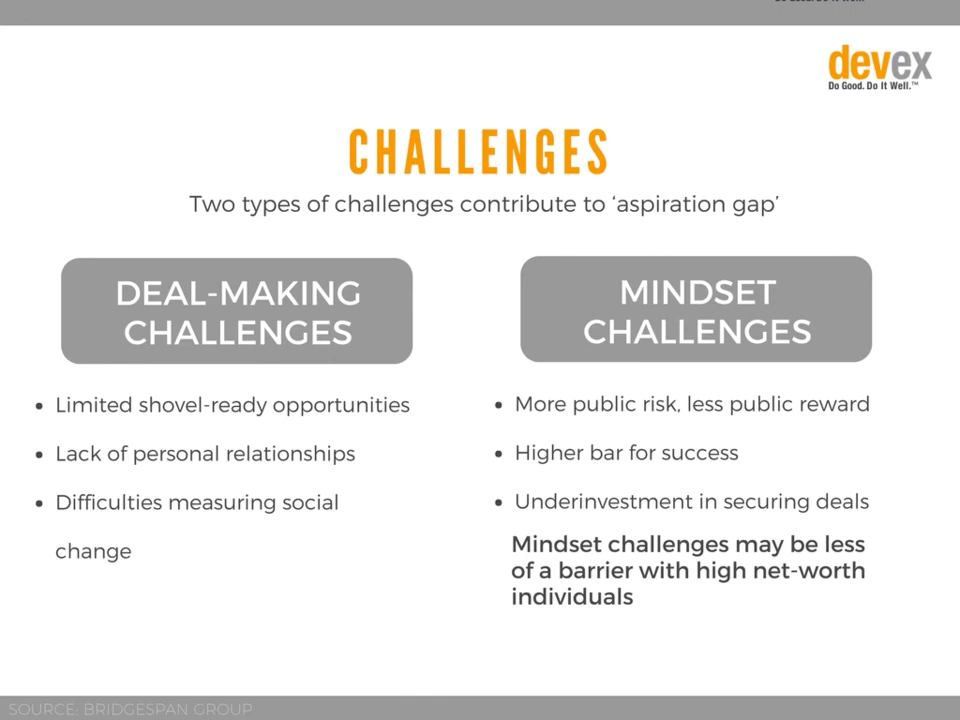 devex
Do Good. Do It Well.™
CHALLENGES
Two types of challenges contribute to ‘aspiration gap’
DEAL-MAKING
CHALLENGES
• Limited shovel-ready opportunities
• Lack of personal relationships
• Difficulties measuring social
change
MINDSET
CHALLENGES
• More public risk, less public reward
• Higher bar for success
• Underinvestment in securing deals
Mindset challenges may be less
of a barrier with high net-worth
individuals
SOURCE: BRIDGESPAN GROUP